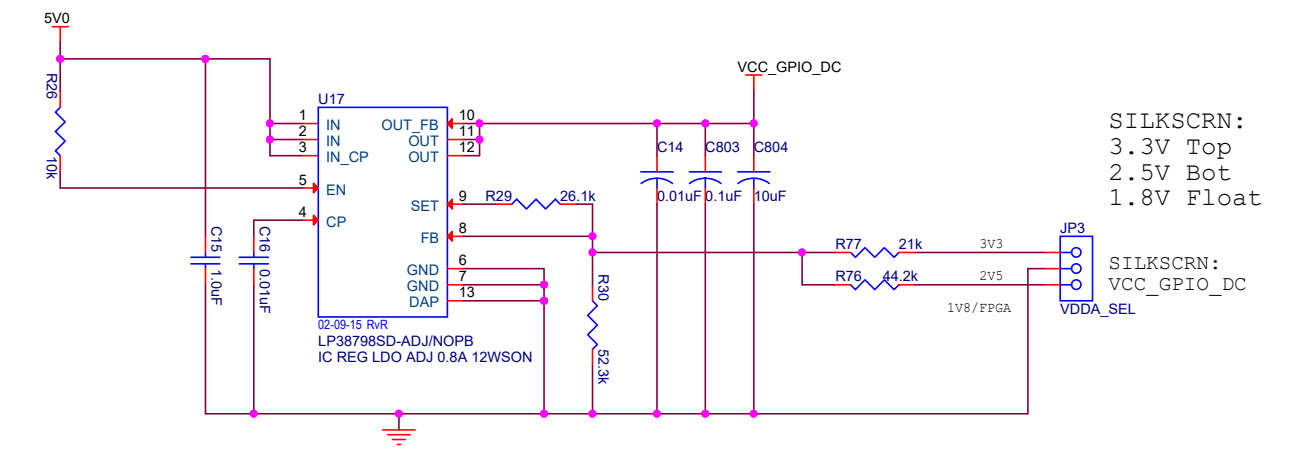 5V0
R26
10k
U17
1
2
3
5
4
IN
IN
IN_CP
EN
CP
OUT_FB
OUT
OUT
SET
FB
GND
GND
DAP
10
11
12
9
8
6
7
13
02-09-15 RvR
LP38798SD-ADJ/NOPB
IC REG LDO ADJ 0.8A 12WSON
C15
1.0uF
C16
0.01uF
R29
26.1k
R30
52.3k
VCC_GPIO_DC
C14
0.01uF
C803
0.1uF
C804
10uF
R77
21k
3V3
R76
44.2k
2V5
1V8/FPGA
JP3
VDDA_SEL
SILKSCRN:
3.3V Top
2.5V Bot
1.8V Float
SILKSCRN:
VCC_GPIO_DC